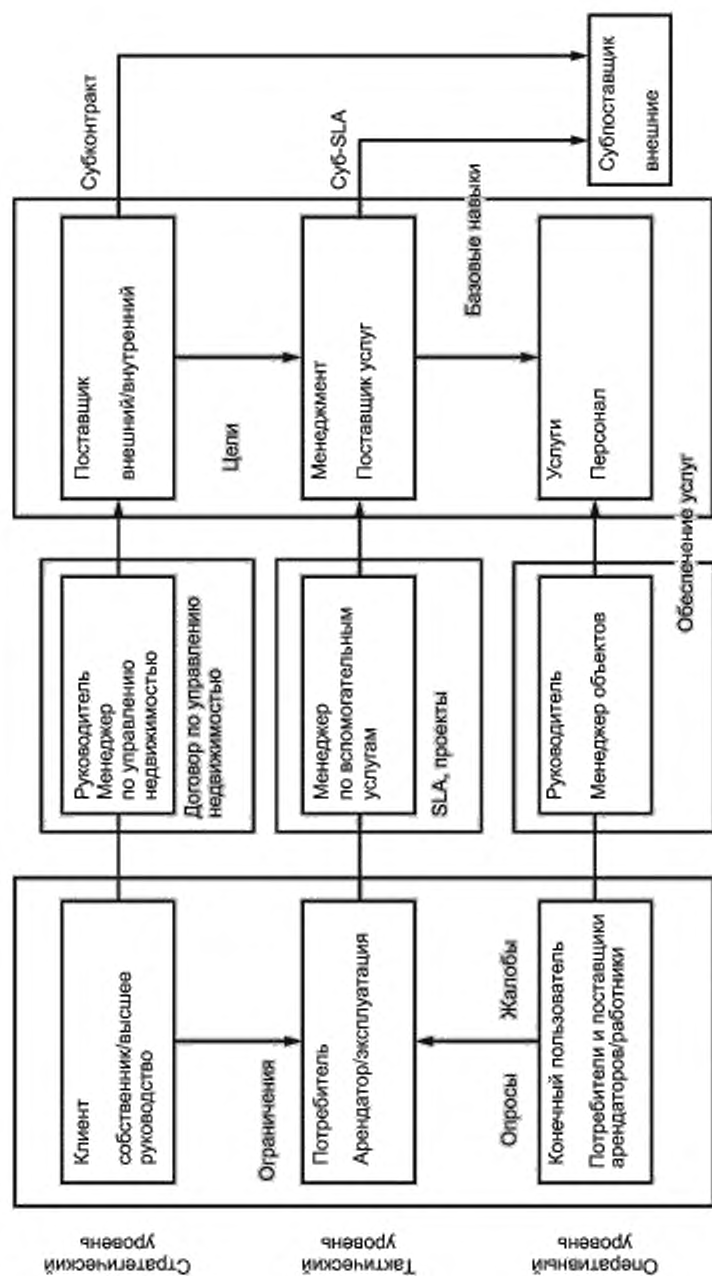 Стратегический
уровень
Тактический
уровень
Оперативный
уровень
Клиент
собственник/высшее
руководство
Ограничения
Потребитель
Арендатор/эксплуатация
Опросы
Жалобы
Конечный пользователь
Потребители и поставщики
арендаторов/работники
Руководитель
Менеджер
по управлению
недвижимостью
Договор по управлению
недвижимостью
Менеджер
по вспомогательным
услугам
SLA, проекты
Руководитель
Менеджер объектов
Обеспечение услуг
Поставщик
внешний/внутренний
Цели
Менеджмент
Поставщик услуг
Базовые навыки
Услуги
Персонал
Субконтракт
Суб-SLA
Субпоставщик
внешние